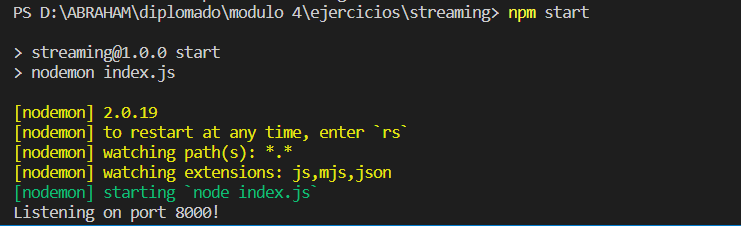 PS D:\ABRAHAM\diplomado\modulo 4\ejercicios\streaming> npm start
> streaming@1.0.0 start
> nodemon index.js
[nodemon] 2.0.19
[nodemon] to restart at any time, enter `rs`
[nodemon] watching path(s): *.*
[nodemon] watching extensions: js,mjs,json
[nodemon] starting `node index.js`
Listening on port 8000!